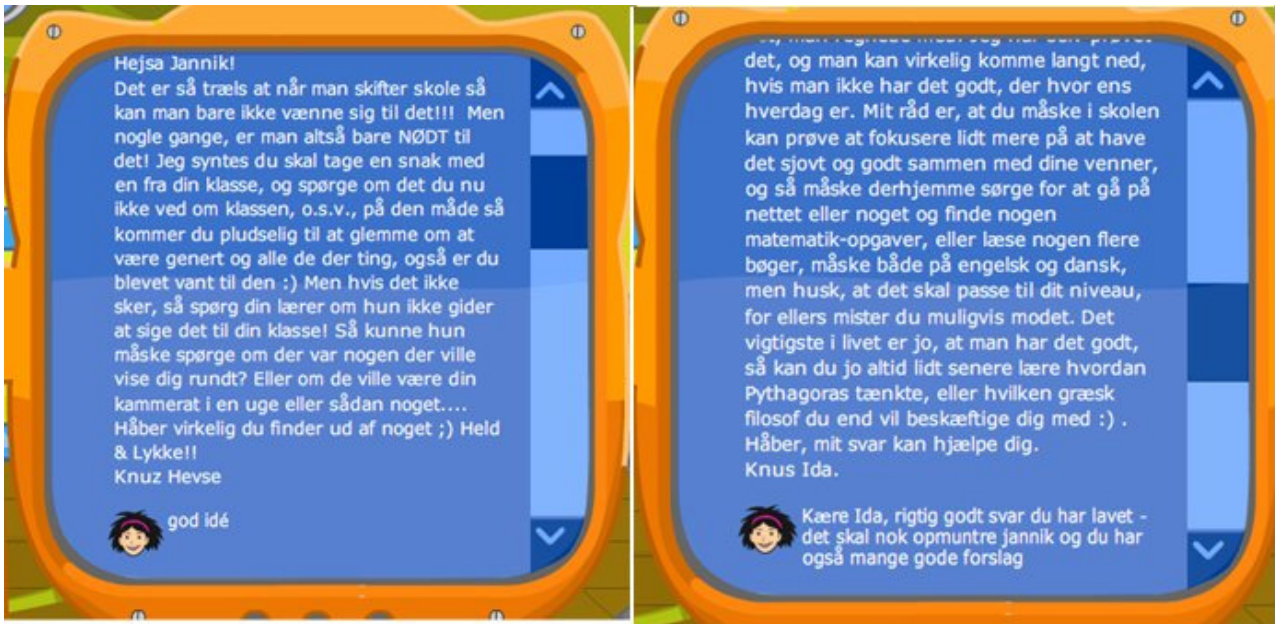 Hejsa Jannik!
Det er så træls at når man skifter skole så
kan man bare ikke vænne sig til det!!! Men
nogle gange, er man altså bare NØDT til
det! Jeg syntes du skal tage en snak med
en fra din klasse, og spørge om det du nu
ikke ved om klassen, o.s.v., på den måde så
kommer du pludselig til at glemme om at
være genert og alle de der ting, også er du
blevet vant til den :) Men hvis det ikke
sker, så spørg din lærer om hun ikke gider
at sige det til din klasse! Så kunne hun
måske spørge om der var nogen der ville
vise dig rundt? Eller om de ville være din
kammerat i en uge eller sådan noget....
Håber virkelig du finder ud af noget ;) Held
& Lykke!!
Knuz Hevse
god idé
man regnede med. Jeg har selv prøvet
det, og man kan virkelig komme langt ned,
hvis man ikke har det godt, der hvor ens
hverdag er. Mit råd er, at du måske i skolen
kan prøve at fokusere lidt mere på at have
det sjovt og godt sammen med dine venner,
og så måske derhjemme sørge for at gå på
nettet eller noget og finde nogen
matematik-opgaver, eller læse nogen flere
bøger, måske både på engelsk og dansk,
men husk, at det skal passe til dit niveau,
for ellers mister du muligvis modet. Det
vigtigste i livet er jo, at man har det godt,
så kan du jo altid lidt senere lære hvordan
Pythagoras tænkte, eller hvilken græsk
filosof du end vil beskæftige dig med :) .
Håber, mit svar kan hjælpe dig.
Knus Ida.
Kære Ida, rigtig godt svar du har lavet -
det skal nok opmuntre jannik og du har
også mange gode forslag